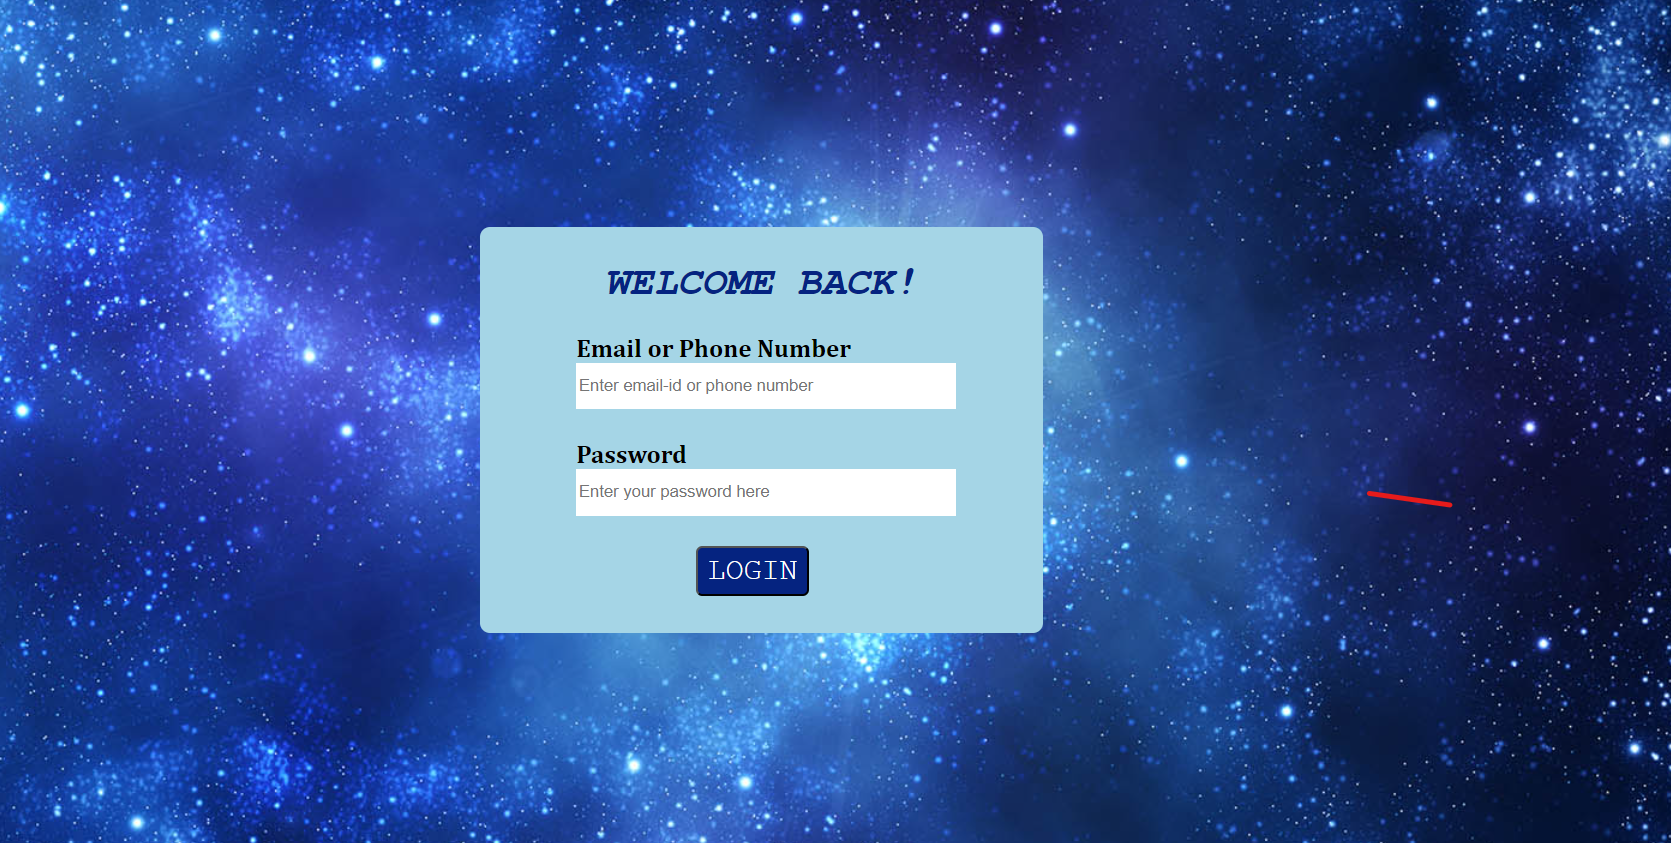 WELCOME BACK!
Email or Phone Number
Enter email-id or phone number
Password
Enter your password here
LOGIN